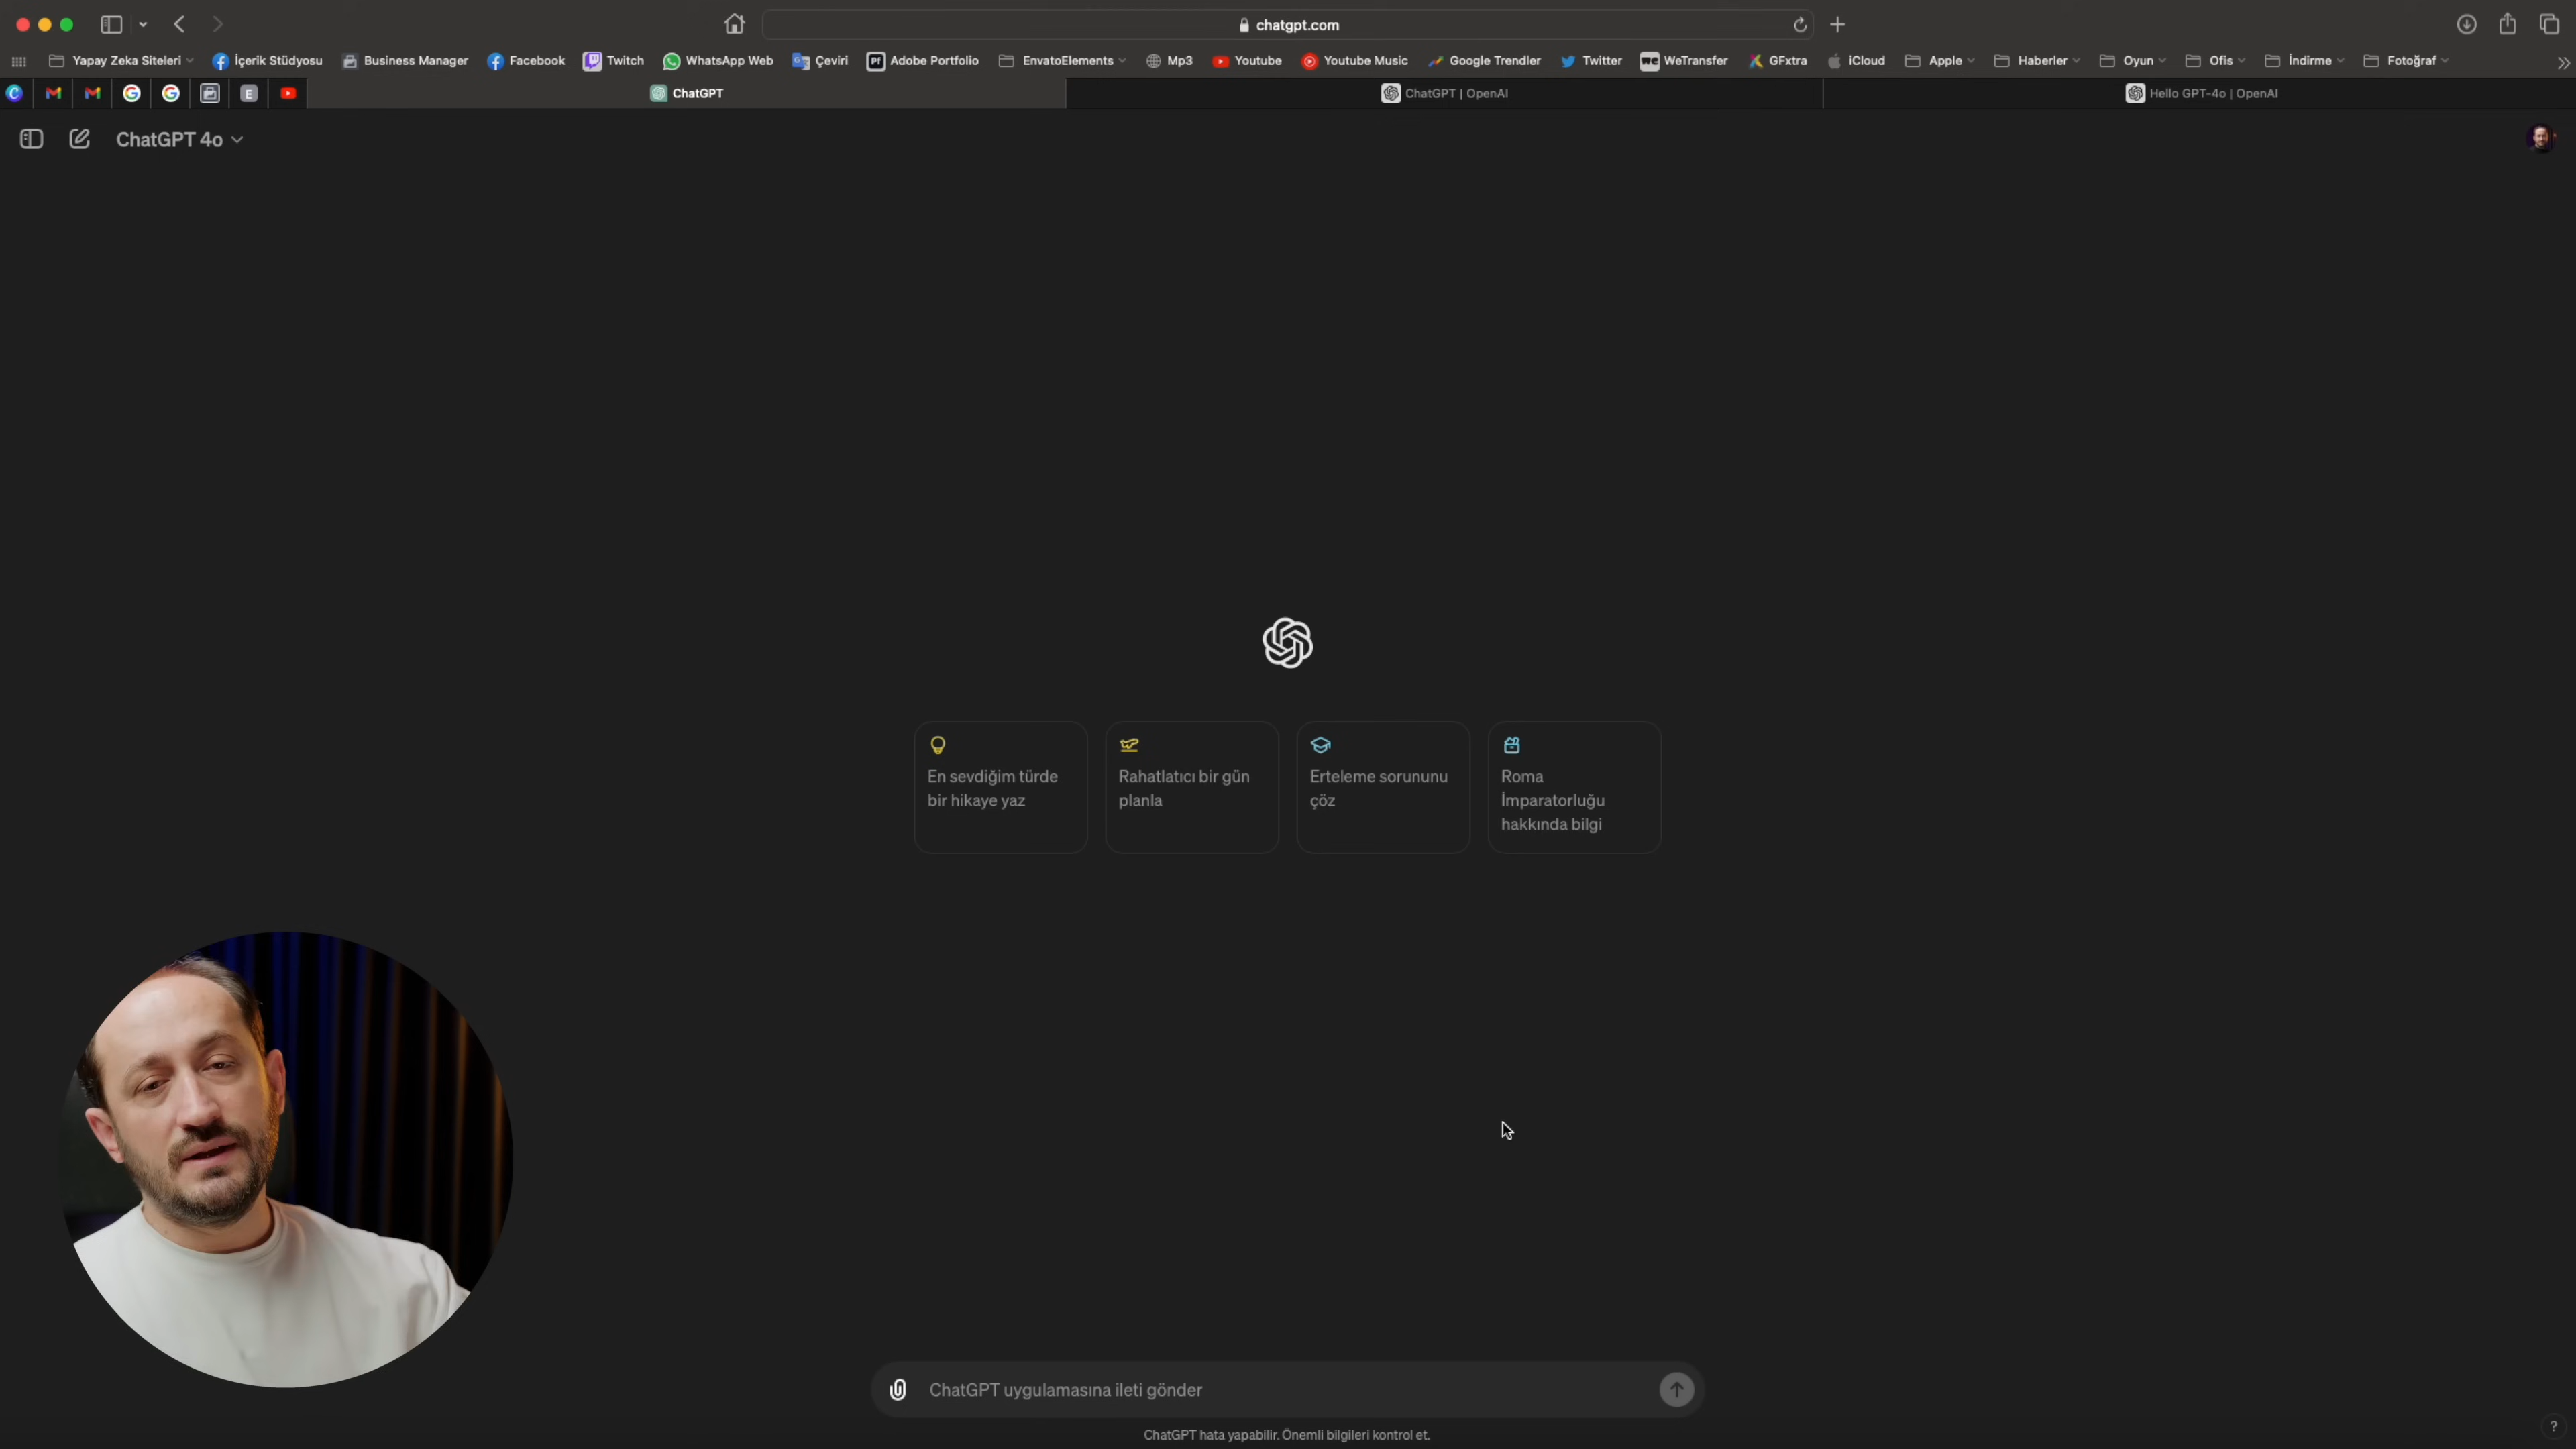 chatgpt.com
Yapay Zeka Siteleri İçerik Stüdyosu Business Manager Facebook Twitch WhatsApp Web Çeviri Adobe Portfolio EnvatoElements Mp3 Youtube Youtube Music Google Trendler Twitter WeTransfer GFxtra iCloud Apple Haberler Oyun Ofis İndirme Fotoğraf
ChatGPT ChatGPT | OpenAI Hello GPT-4o | OpenAI
ChatGPT 4o
En sevdiğim türde
bir hikaye yaz
Rahatlatıcı bir gün
planla
Erteleme sorununu
çöz
Roma
İmparatorluğu
hakkında bilgi
ChatGPT uygulamasına ileti gönder
ChatGPT hata yapabilir. Önemli bilgileri kontrol et.
?